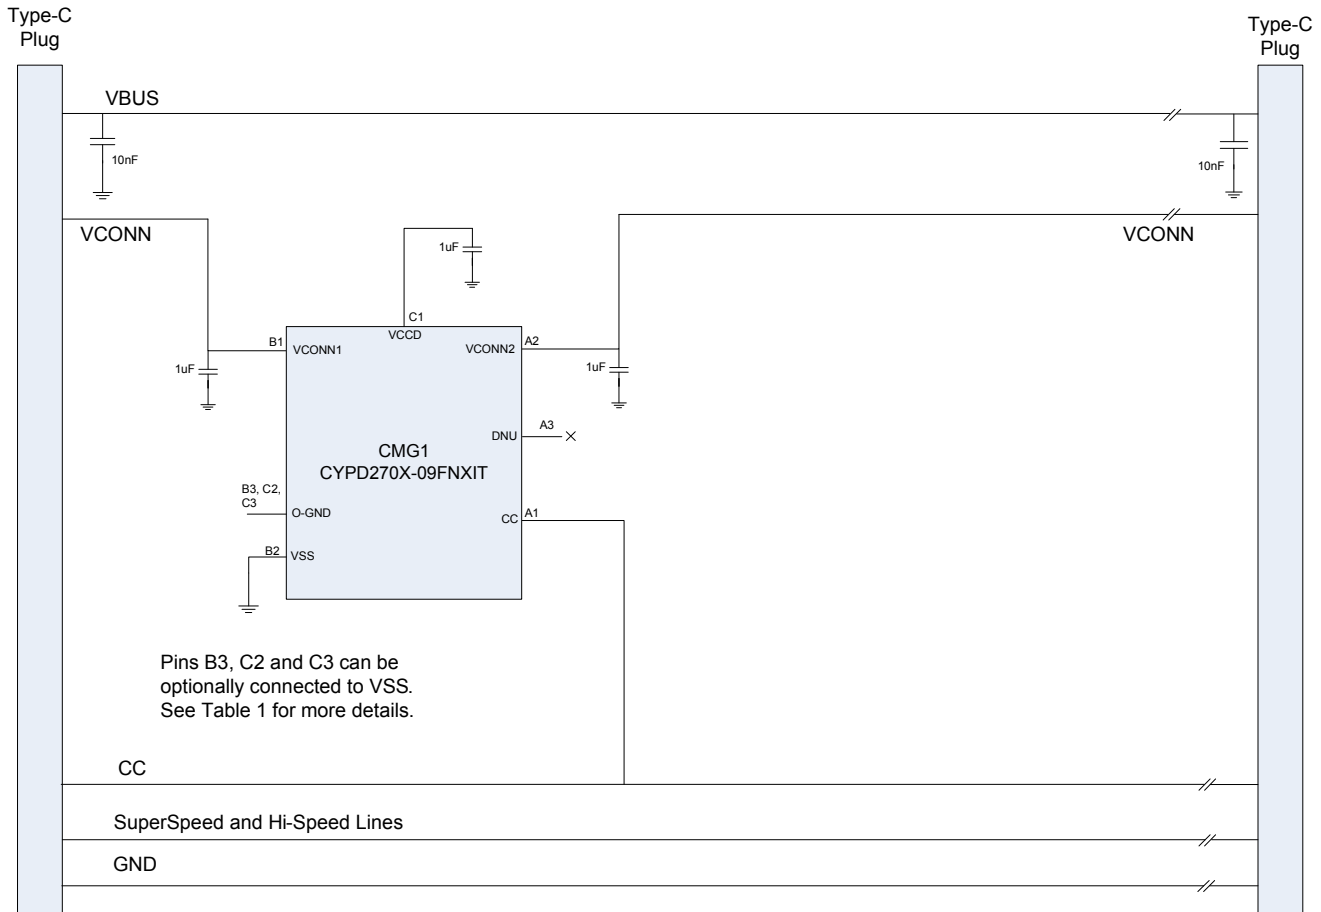 Type-C
Plug
Type-C
Plug
VBUS
10nF
10nF
VCONN
VCONN
1uF
C1
VCCD
B1
VCONN1
VCONN2
A2
1uF
1uF
A3
DNU
CMG1
CYPD270X-09FNXIT
B3, C2,
C3
O-GND
CC
A1
B2
VSS
Pins B3, C2 and C3 can be
optionally connected to VSS.
See Table 1 for more details.
CC
SuperSpeed and Hi-Speed Lines
GND